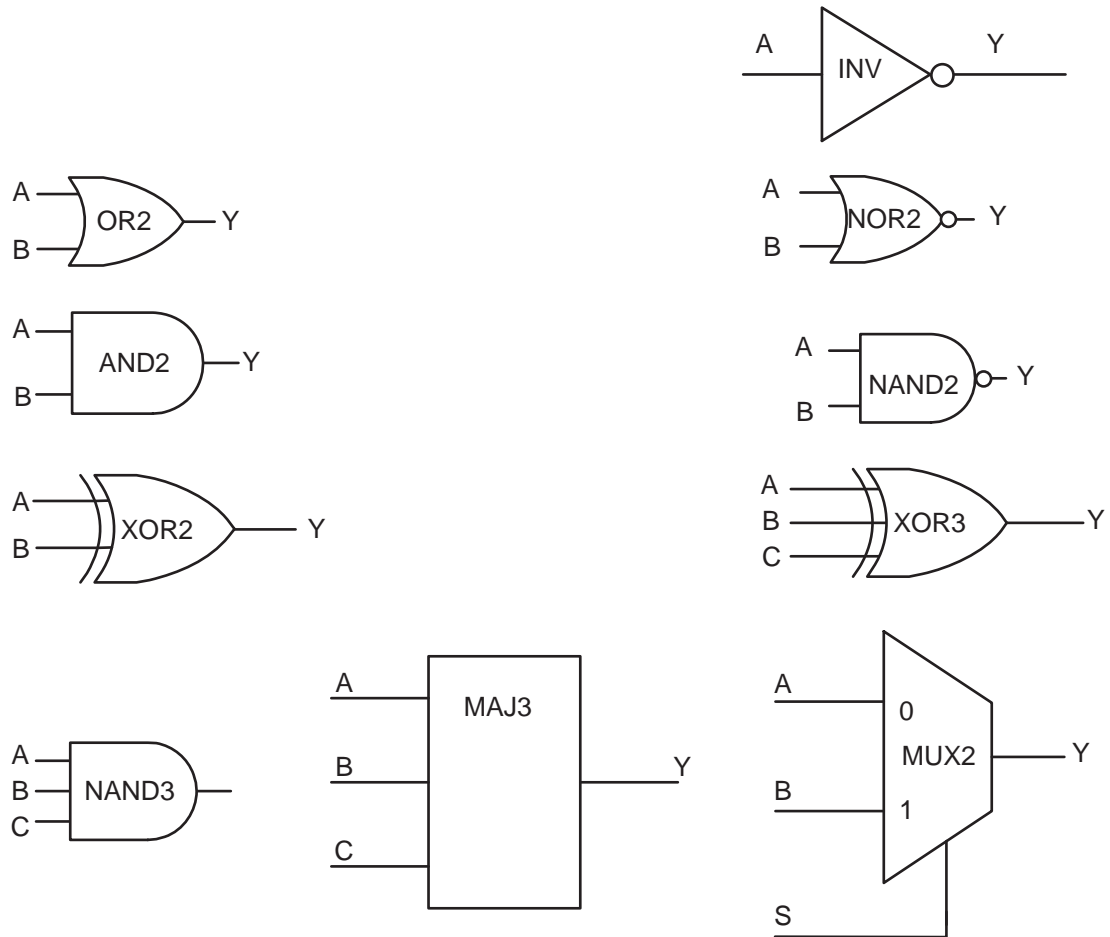 A INV Y
A OR2 Y
B
A NOR2 Y
B
A AND2 Y
B
A NAND2 Y
B
A XOR2 Y
B
A
B XOR3 Y
C
A
B NAND3
C
A MAJ3
B Y
C
A 0
MUX2 Y
B 1
S